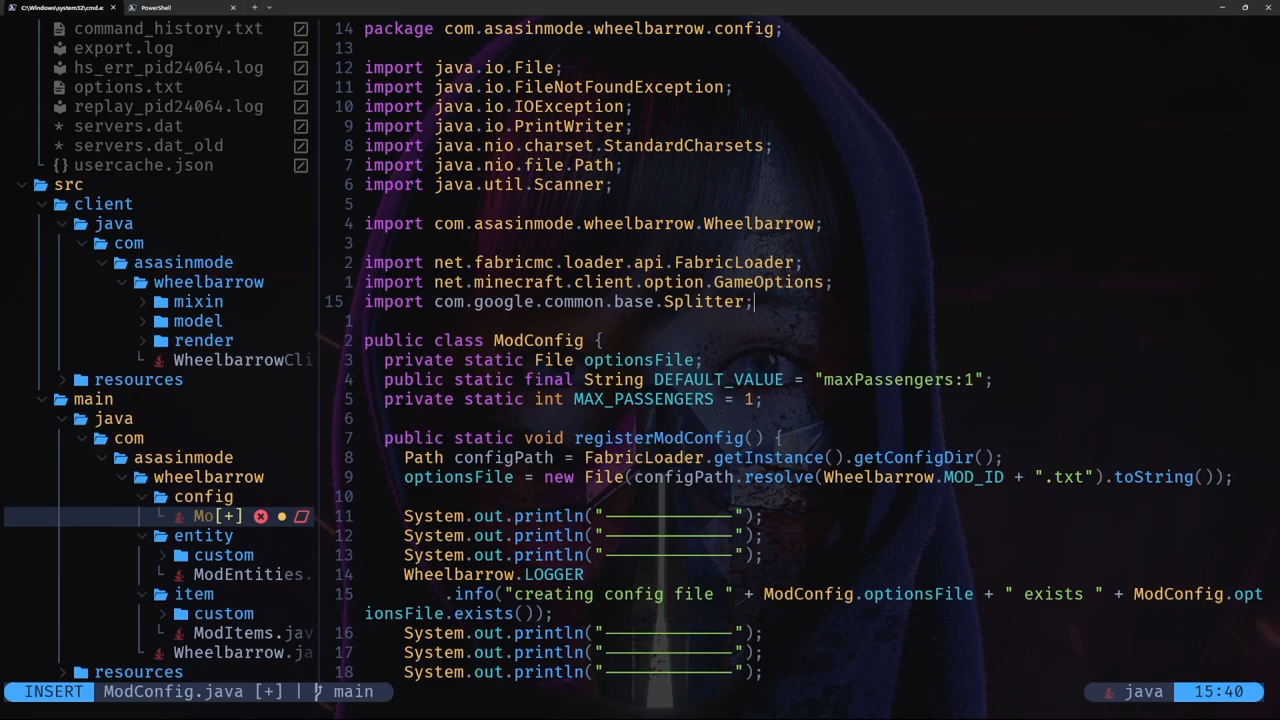 C:\Windows\system32\cmd.e
PowerShell
command_history.txt
export.log
hs_err_pid24064.log
options.txt
replay_pid24064.log
servers.dat
servers.dat_old
{} usercache.json
src
client
java
com
asasinmode
wheelbarrow
mixin
model
render
WheelbarrowCli
resources
main
java
com
asasinmode
wheelbarrow
config
Mo[+]
entity
custom
ModEntities.
item
custom
ModItems.jav
Wheelbarrow.ja
resources
14 package com.asasinmode.wheelbarrow.config;
13
12 import java.io.File;
11 import java.io.FileNotFoundException;
10 import java.io.IOException;
9 import java.io.PrintWriter;
8 import java.nio.charset.StandardCharsets;
7 import java.nio.file.Path;
6 import java.util.Scanner;
5
4 import com.asasinmode.wheelbarrow.Wheelbarrow;
3
2 import net.fabricmc.loader.api.FabricLoader;
1 import net.minecraft.client.option.GameOptions;
15 import com.google.common.base.Splitter;
1
2 public class ModConfig {
3 private static File optionsFile;
4 public static final String DEFAULT_VALUE = "maxPassengers:1";
5 private static int MAX_PASSENGERS = 1;
6
7 public static void registerModConfig() {
8 Path configPath = FabricLoader.getInstance().getConfigDir();
9 optionsFile = new File(configPath.resolve(Wheelbarrow.MOD_ID + ".txt").toString());
10
11 System.out.println("—————————————");
12 System.out.println("—————————————");
13 System.out.println("—————————————");
14 Wheelbarrow.LOGGER
15 .info("creating config file " + ModConfig.optionsFile + " exists " + ModConfig.opt
ionsFile.exists());
16 System.out.println("—————————————");
17 System.out.println("—————————————");
18 System.out.println("—————————————");
INSERT ModConfig.java [+] | main
java 15:40